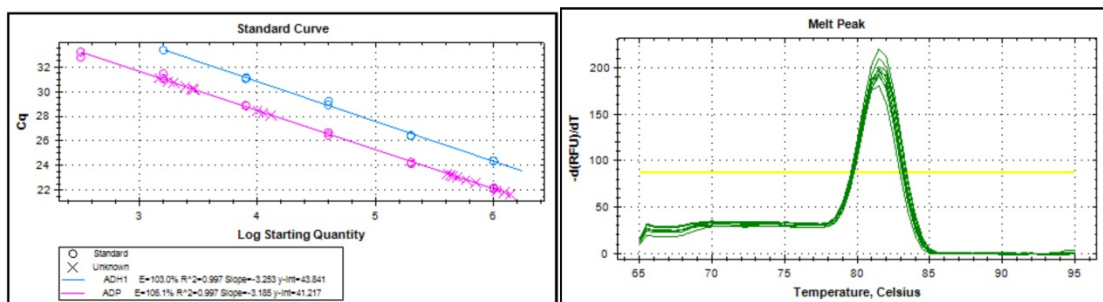 Standard Curve
32
30
28
26
24
22
Cq
3
4
5
6
Log Starting Quantity
Standard
Unknown
ADH1 E=103.0% R^2=0.997 Slope=-3.253 y-int=43.841
ADP E=106.1% R^2=0.997 Slope=-3.185 y-int=41.217
Melt Peak
200
150
100
50
0
-d(RFU)/dT
65
70
75
80
85
90
95
Temperature, Celsius